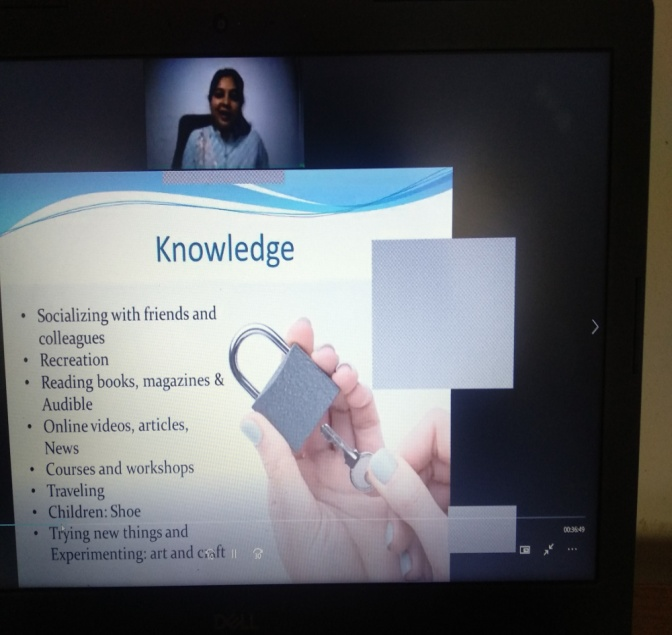 Knowledge
• Socializing with friends and
colleagues
• Recreation
• Reading books, magazines &
Audible
• Online videos, articles,
News
• Courses and workshops
• Traveling
• Children: Shoe
• Trying new things and
Experimenting: art and craft
00:36:49
DELL